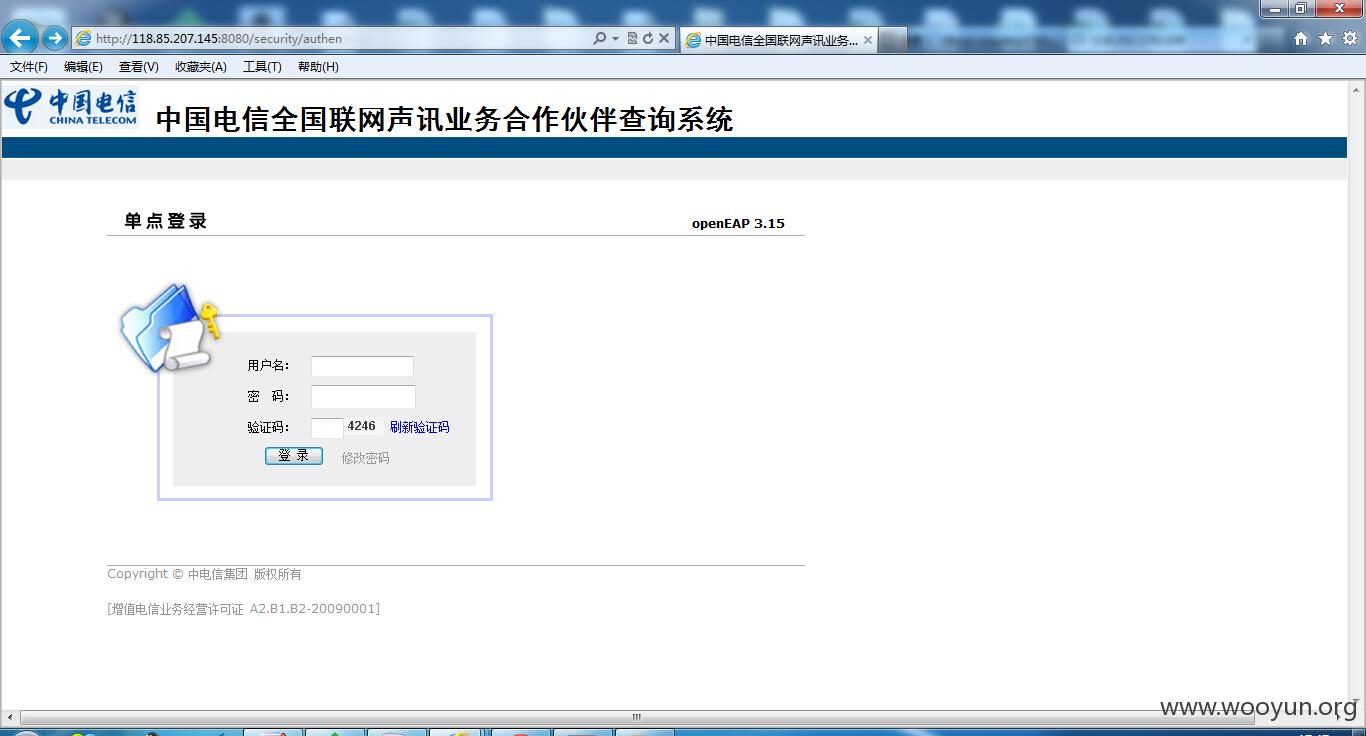 http://118.85.207.145:8080/security/authen
中国电信全国联网声讯业务...
文件(F) 编辑(E) 查看(V) 收藏夹(A) 工具(T) 帮助(H)
中国电信
CHINA TELECOM
中国电信全国联网声讯业务合作伙伴查询系统
单点登录
openEAP 3.15
用户名:
密 码:
验证码: 4246 刷新验证码
登 录 修改密码
Copyright © 中电信集团 版权所有
[增值电信业务经营许可证 A2.B1.B2-20090001]
www.wooyun.org